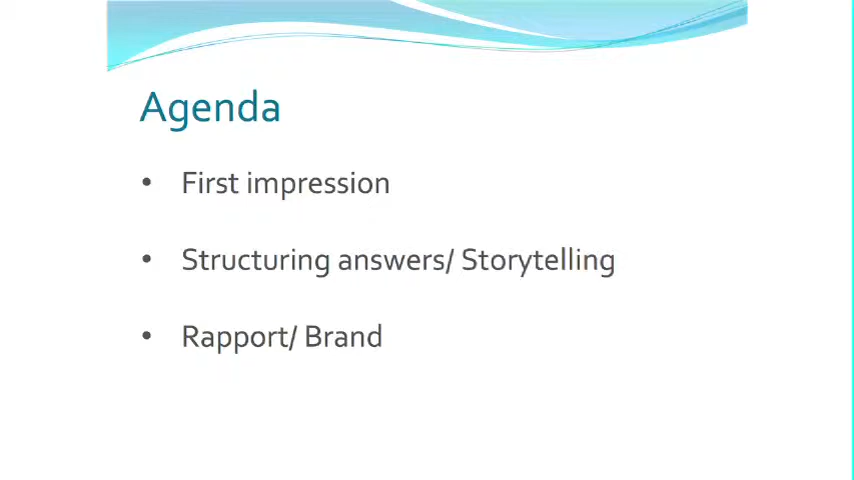 Agenda
• First impression
• Structuring answers/ Storytelling
• Rapport/ Brand